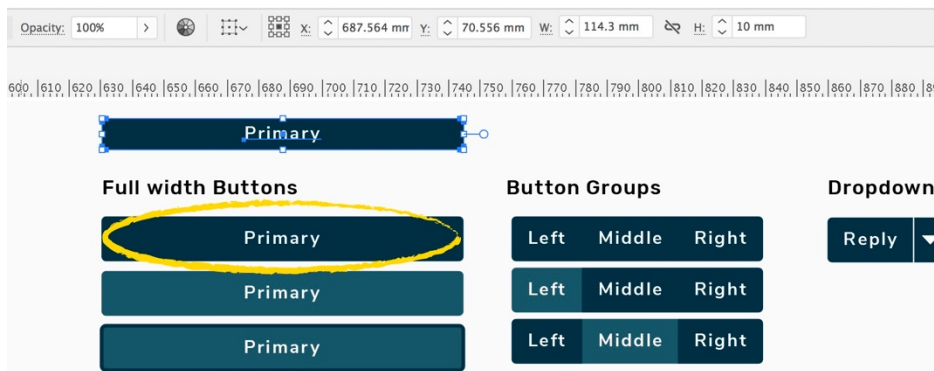 Opacity: 100% > X: 687.564 mm Y: 70.556 mm W: 114.3 mm H: 10 mm
600 610 620 630 640 650 660 670 680 690 700 710 720 730 740 750 760 770 780 790 800 810 820 830 840 850 860 870 880
Primary
Full width Buttons Button Groups Dropdown
Primary Left Middle Right Reply
Primary Left Middle Right
Primary Left Middle Right